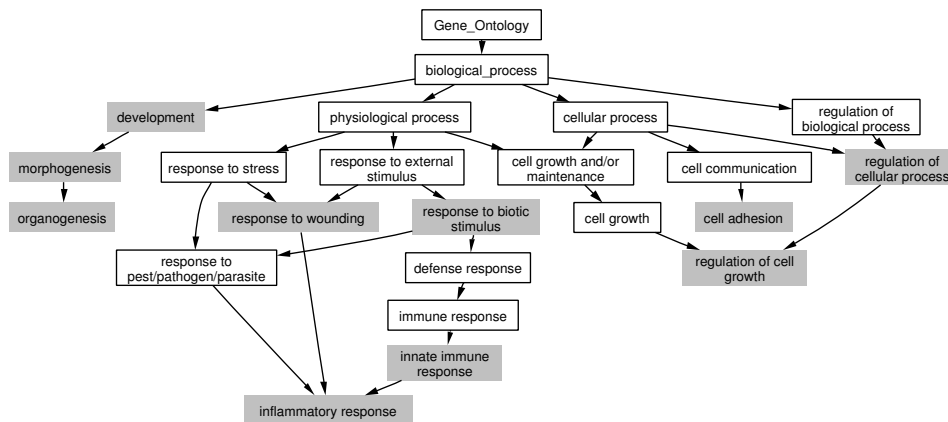 Gene_Ontology
biological_process
development
physiological process
cellular process
regulation of
biological process
morphogenesis
response to stress
response to external
stimulus
cell growth and/or
maintenance
cell communication
regulation of
cellular process
organogenesis
response to wounding
response to biotic
stimulus
cell growth
cell adhesion
response to
pest/pathogen/parasite
defense response
regulation of cell
growth
immune response
innate immune
response
inflammatory response